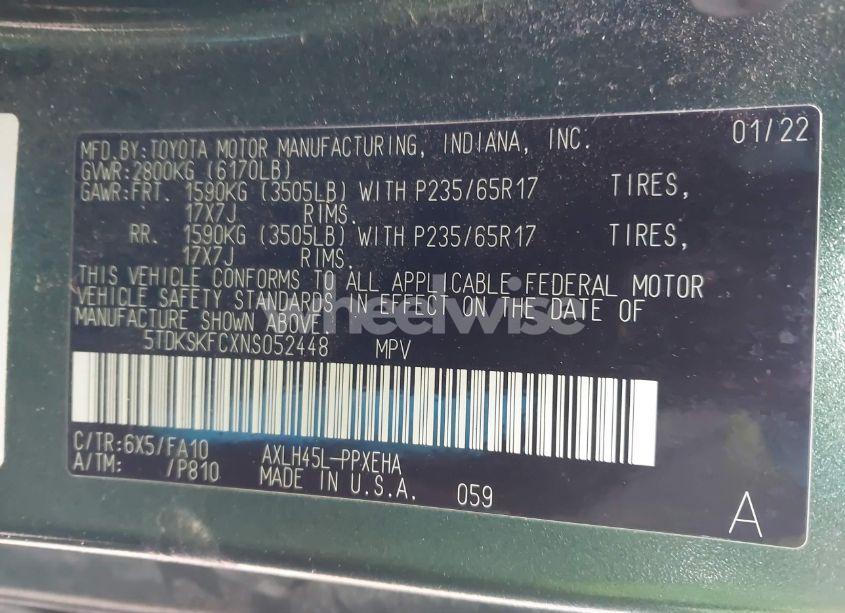 MFD.BY:TOYOTA MOTOR MANUFACTURING, INDIANA, INC. 01/22
GVWR:2800KG (6170LB)
GAWR:FRT. 1590KG (3505LB) WITH P235/65R17 TIRES,
17X7J RIMS.
RR. 1590KG (3505LB) WITH P235/65R17 TIRES,
17X7J RIMS.
THIS VEHICLE CONFORMS TO ALL APPLICABLE FEDERAL MOTOR
VEHICLE SAFETY STANDARDS IN EFFECT ON THE DATE OF
MANUFACTURE SHOWN ABOVE.
wheelwise
5TDKSKFCXNS052448 MPV
C/TR:6X5/FA10 AXLH45L-PPXEHA
A/TM: /P810 MADE IN U.S.A. 059
A